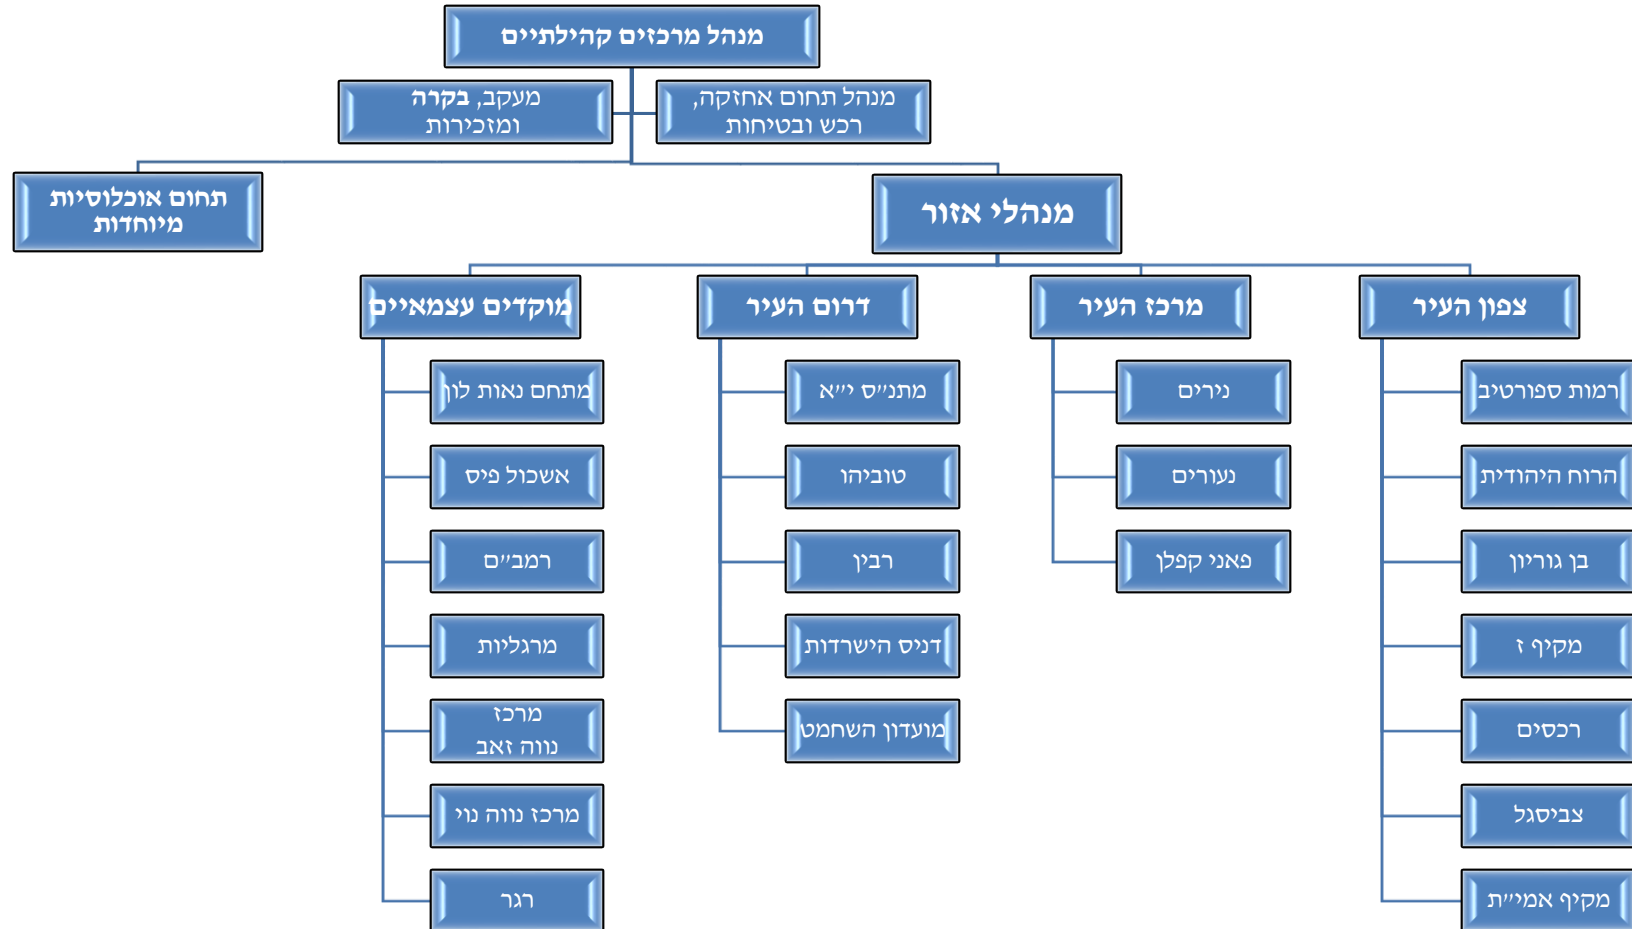 מנהל מרכזים קהילתיים
מנהל תחום אחזקה,
רכש ובטיחות
מעקב, בקרה
ומזכירות
מנהלי אזור
תחום אוכלוסיות
מיוחדות
צפון העיר
רמות ספורטיב
הרוח היהודית
בן גוריון
מקיף ז
רכסים
צביסגל
מקיף אמי״ת
מרכז העיר
נירים
נעורים
פאני קפלן
דרום העיר
מתנ״ס י״א
טוביהו
רבין
דניס הישרדות
מועדון השחמט
מוקדים עצמאיים
מתחם נאות לון
אשכול פיס
רמב״ם
מרגליות
מרכז
נווה זאב
מרכז נווה נוי
רגר